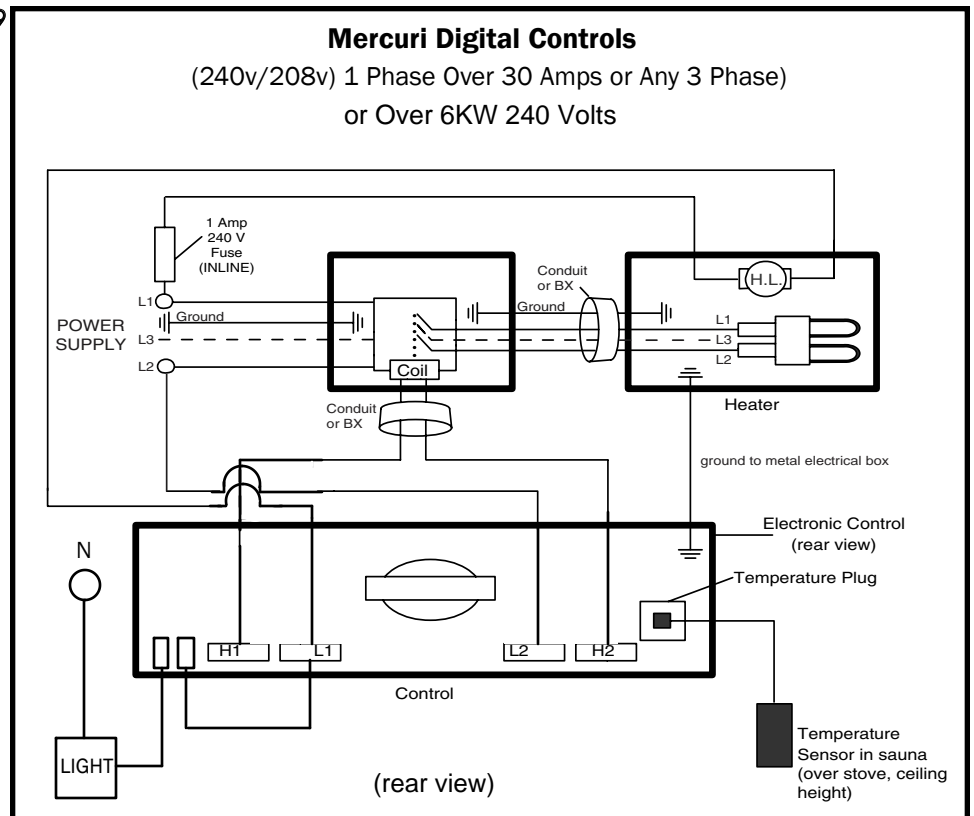 Mercuri Digital Controls
(240v/208v) 1 Phase Over 30 Amps or Any 3 Phase)
or Over 6KW 240 Volts
1 Amp
240 V
Fuse
(INLINE)
H.L.
Conduit
or BX
L1
Ground
Ground
L1
POWER
SUPPLY
L3
L3
L2
L2
Coil
Heater
Conduit
or BX
ground to metal electrical box
Electronic Control
(rear view)
N
Temperature Plug
H1
L1
L2
H2
Control
LIGHT
Temperature
Sensor in sauna
(over stove, ceiling
height)
(rear view)